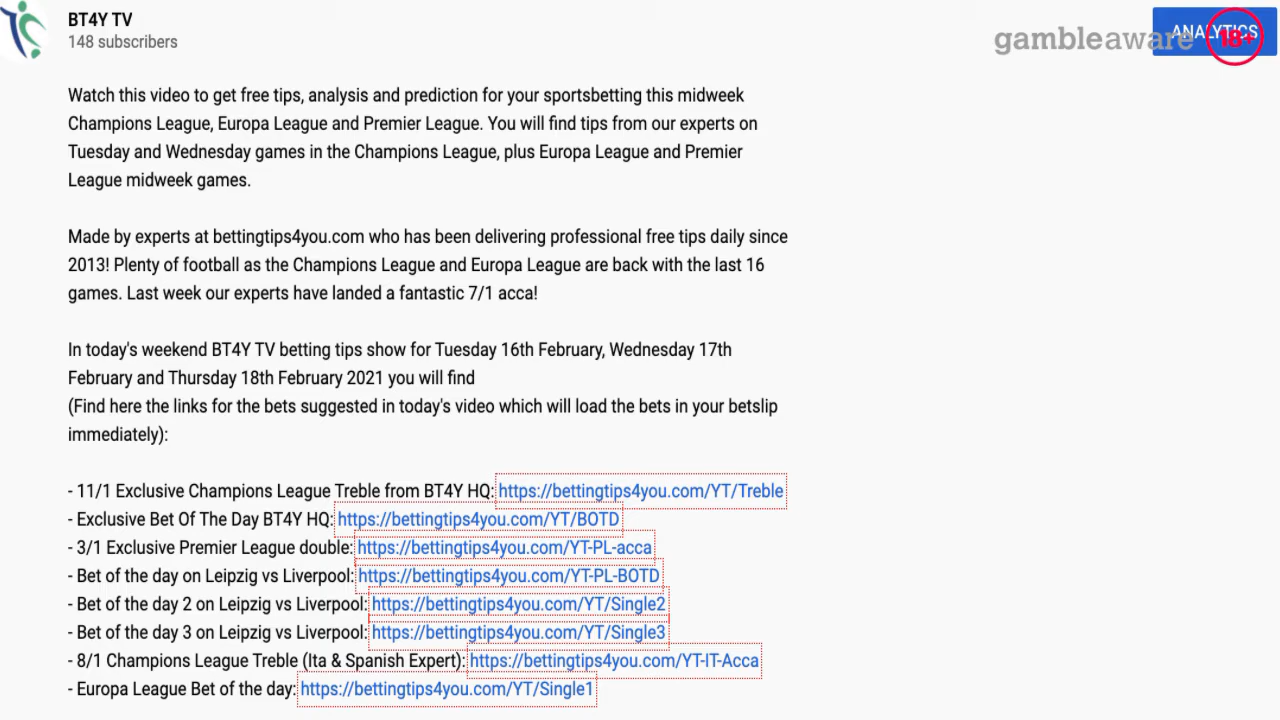 BT4Y TV
148 subscribers
gambleaware
ANALYTICS
18+
Watch this video to get free tips, analysis and prediction for your sportsbetting this midweek
Champions League, Europa League and Premier League. You will find tips from our experts on
Tuesday and Wednesday games in the Champions League, plus Europa League and Premier
League midweek games.
Made by experts at bettingtips4you.com who has been delivering professional free tips daily since
2013! Plenty of football as the Champions League and Europa League are back with the last 16
games. Last week our experts have landed a fantastic 7/1 acca!
In today's weekend BT4Y TV betting tips show for Tuesday 16th February, Wednesday 17th
February and Thursday 18th February 2021 you will find
(Find here the links for the bets suggested in today's video which will load the bets in your betslip
immediately):
- 11/1 Exclusive Champions League Treble from BT4Y HQ: https://bettingtips4you.com/YT/Treble
- Exclusive Bet Of The Day BT4Y HQ: https://bettingtips4you.com/YT/BOTD
- 3/1 Exclusive Premier League double: https://bettingtips4you.com/YT-PL-acca
- Bet of the day on Leipzig vs Liverpool: https://bettingtips4you.com/YT-PL-BOTD
- Bet of the day 2 on Leipzig vs Liverpool: https://bettingtips4you.com/YT/Single2
- Bet of the day 3 on Leipzig vs Liverpool: https://bettingtips4you.com/YT/Single3
- 8/1 Champions League Treble (Ita & Spanish Expert): https://bettingtips4you.com/YT-IT-Acca
- Europa League Bet of the day: https://bettingtips4you.com/YT/Single1